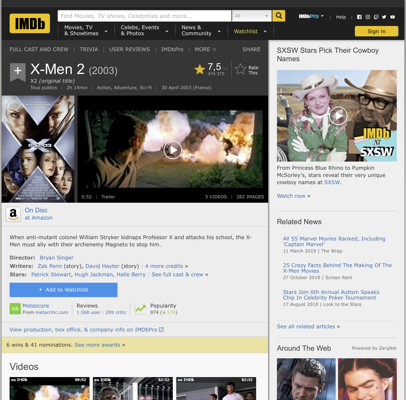 IMDb
Find Movies, TV shows, Celebrities and more...
All
Movies, TV & Showtimes
Celebs, Events & Photos
News & Community
Watchlist
IMDbPro
Help
Sign in
FULL CAST AND CREW | TRIVIA | USER REVIEWS | IMDbPro | MORE
SHARE
X-Men 2 (2003)
X2 (original title)
Tous publics | 2h 14min | Action, Adventure, Sci-Fi | 30 April 2003 (France)
7,5
Rate This
0:52 | Trailer
3 VIDEOS | 282 IMAGES
On Disc
at Amazon
When anti-mutant colonel William Stryker kidnaps Professor X and attacks his school, the X-
Men must ally with their archenemy Magneto to stop him.
Director: Bryan Singer
Writers: Zak Penn (story), David Hayter (story) | 4 more credits »
Stars: Patrick Stewart, Hugh Jackman, Halle Berry | See full cast & crew »
+ Add to Watchlist
Metascore
From metacritic.com
Reviews
1 068 user | 299 critic
Popularity
View production, box office, & company info on IMDbPro
6 wins & 41 nominations. See more awards »
Videos
SXSW Stars Pick Their Cowboy
Names
IMDb
AT
SXSW
From Princess Blue Rhino to Pumpkin
McSorley, stars reveal their very unique
cowboy names at SXSW.
Watch now »
Related News
All 55 Marvel Movies Ranked, Including
'Captain Marvel'
11 March 2019 | The Wrap
25 Crazy Facts Behind The Making Of The
X-Men Movies
27 October 2018 | Screen Rant
Stars Join 6th Annual Autism Speaks
Chip In Celebrity Poker Tournament
17 August 2018 | Look to the Stars
See all related articles »
Around The Web
Powered by ZergNet